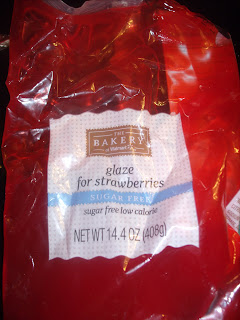 THE
BAKERY
at Walmart
glaze
for strawberries
SUGAR FREE
sugar free low calorie
NET WT 14.4 OZ (408g)